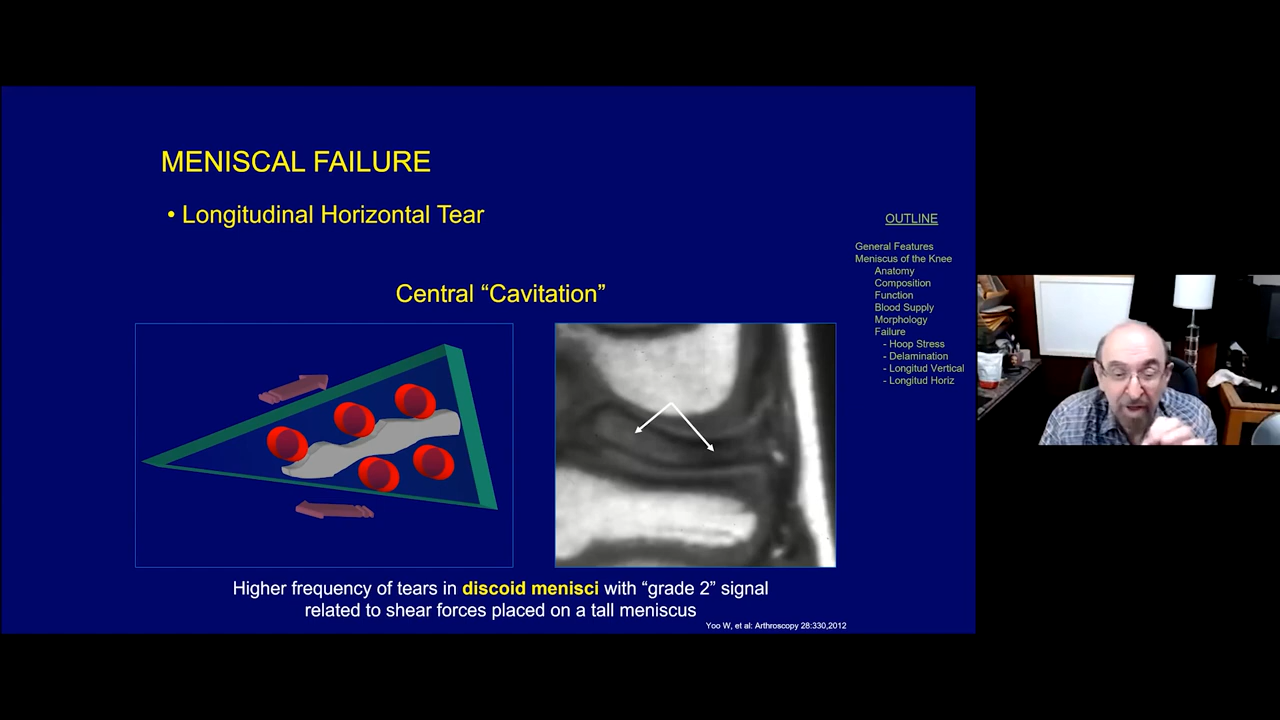 MENISCAL FAILURE
• Longitudinal Horizontal Tear
Central “Cavitation”
Higher frequency of tears in discoid menisci with “grade 2” signal
related to shear forces placed on a tall meniscus
Yoo W, et al: Arthroscopy 28:330,2012
OUTLINE
General Features
Meniscus of the Knee
Anatomy
Composition
Function
Blood Supply
Morphology
Failure
- Hoop Stress
- Delamination
- Longitud Vertical
- Longitud Horiz